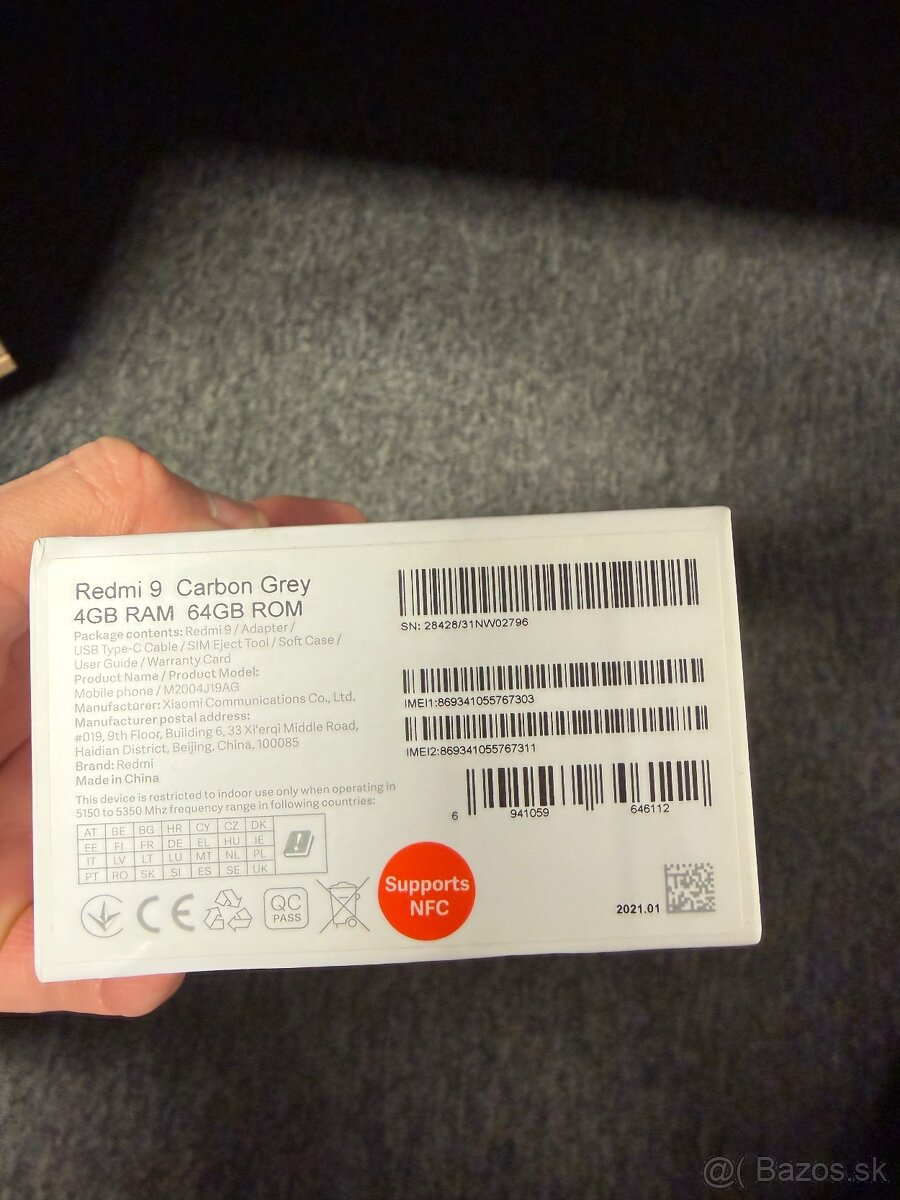 Redmi 9 Carbon Grey
4GB RAM 64GB ROM
Package contents: Redmi 9 / Adapter /
USB Type-C Cable / SIM Eject Tool / Soft Case /
User Guide / Warranty Card
Product Name / Product Model:
Mobile phone / M2004J19AG
Manufacturer: Xiaomi Communications Co., Ltd.
Manufacturer postal address:
#019, 9th Floor, Building 6, 33 Xi'erqi Middle Road,
Haidian District, Beijing, China, 100085
Brand: Redmi
Made in China
This device is restricted to indoor use only when operating in
5150 to 5350 Mhz frequency range in following countries:
AT BE BG HR CY CZ DK
EE FI FR DE EL HU IE
IT LV LT LU MT NL PL
PT RO SK SI ES SE UK
CE
QC
PASS
Supports
NFC
SN: 28428/31NW02796
IMEI1:869341055767303
IMEI2:869341055767311
6 941059 646112
2021.01
@( Bazos.sk